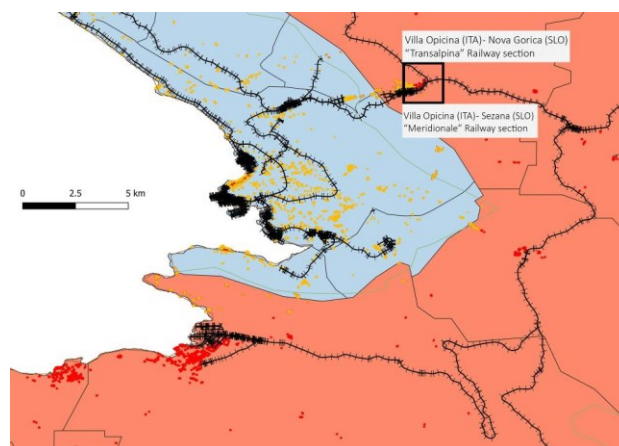 Villa Opicina (ITA)- Nova Gorica (SLO)
"Transalpina" Railway section
Villa Opicina (ITA)- Sezana (SLO)
"Meridionale" Railway section
0 2.5 5 km